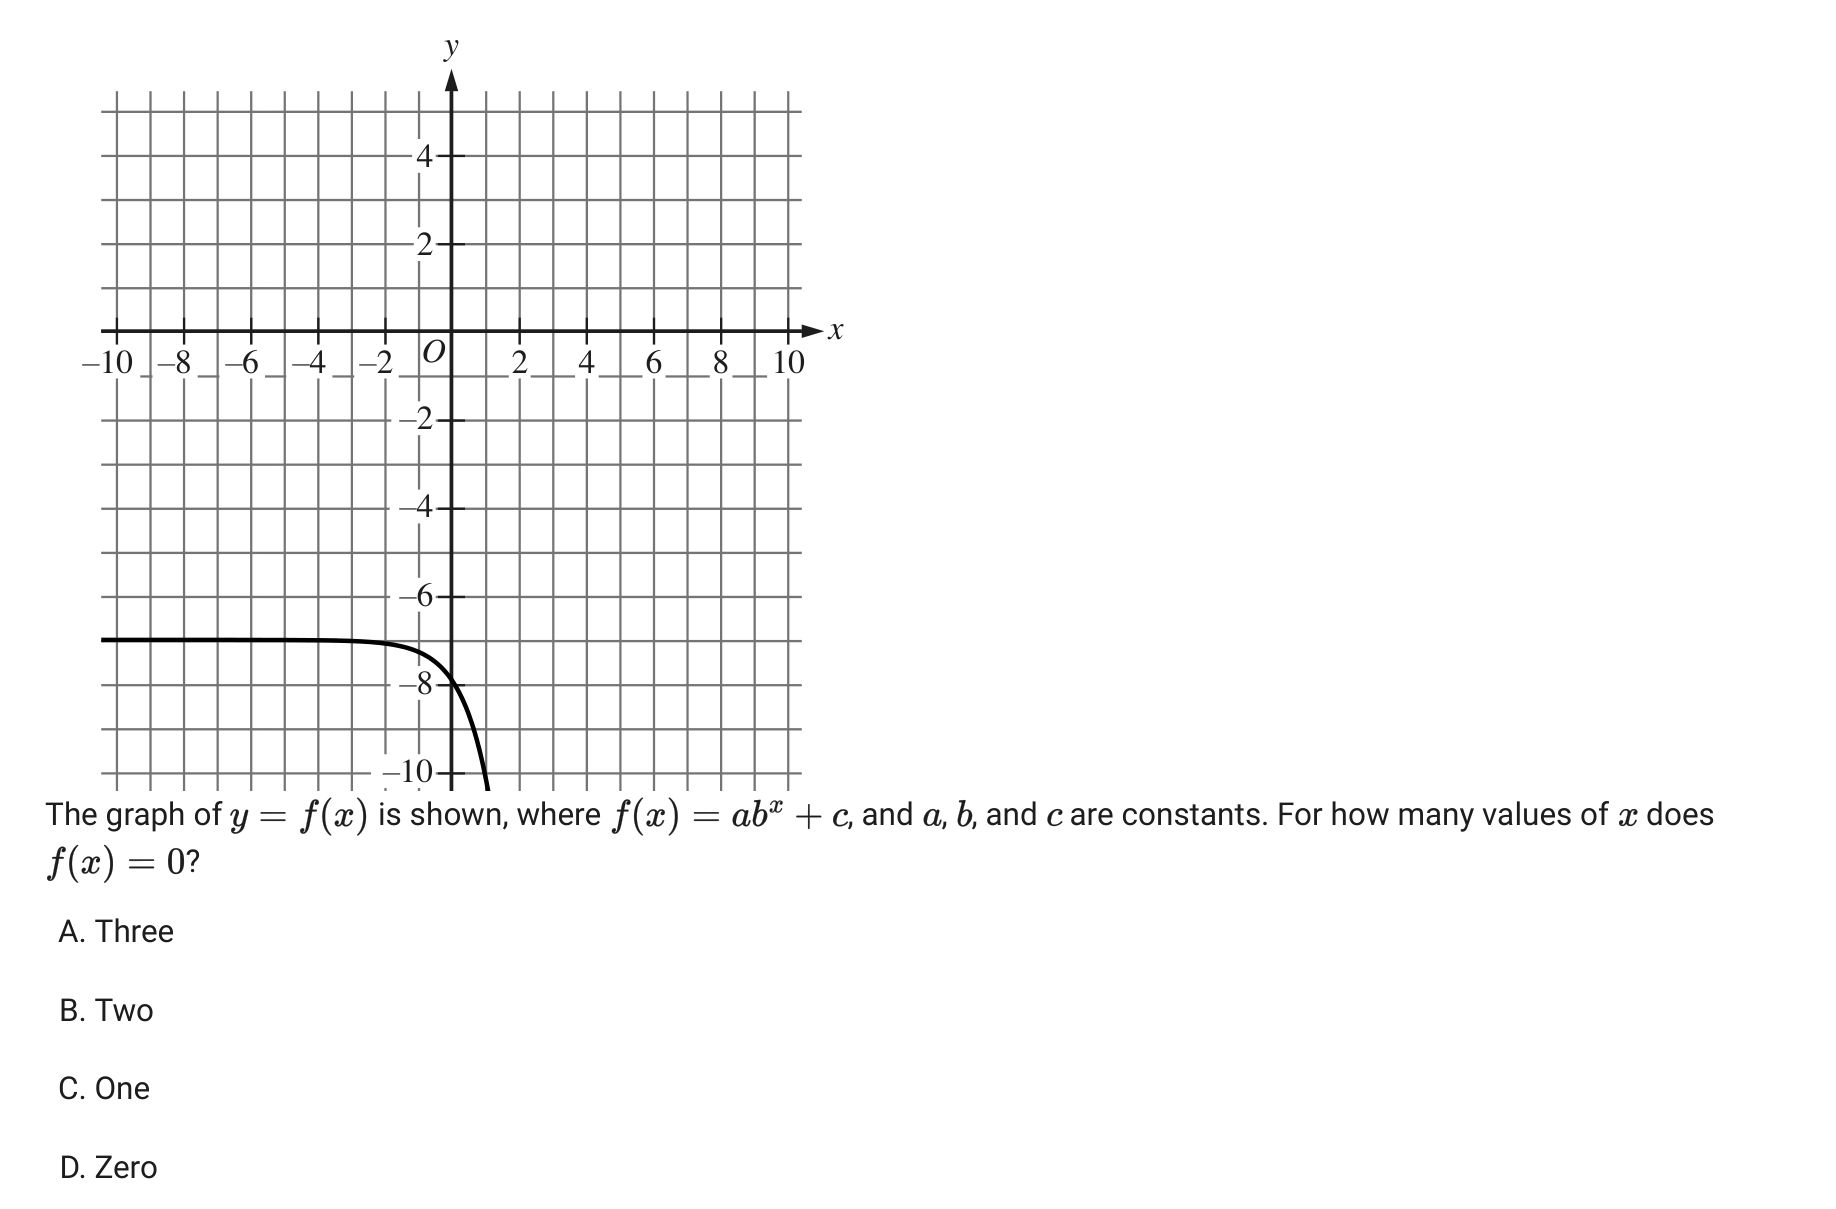 y
4
2
x
–10 –8 –6 –4 –2 O 2 4 6 8 10
–2
–4
–6
–8
–10
The graph of y = f(x) is shown, where f(x) = abˣ + c, and a, b, and c are constants. For how many values of x does
f(x) = 0?
A. Three
B. Two
C. One
D. Zero